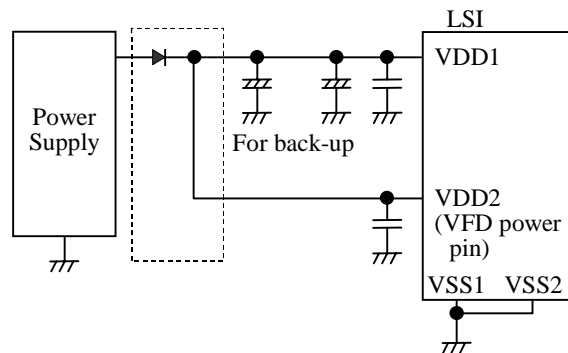 LSI
VDD1
Power
Supply
For back-up
VDD2
(VFD power
pin)
VSS1 VSS2